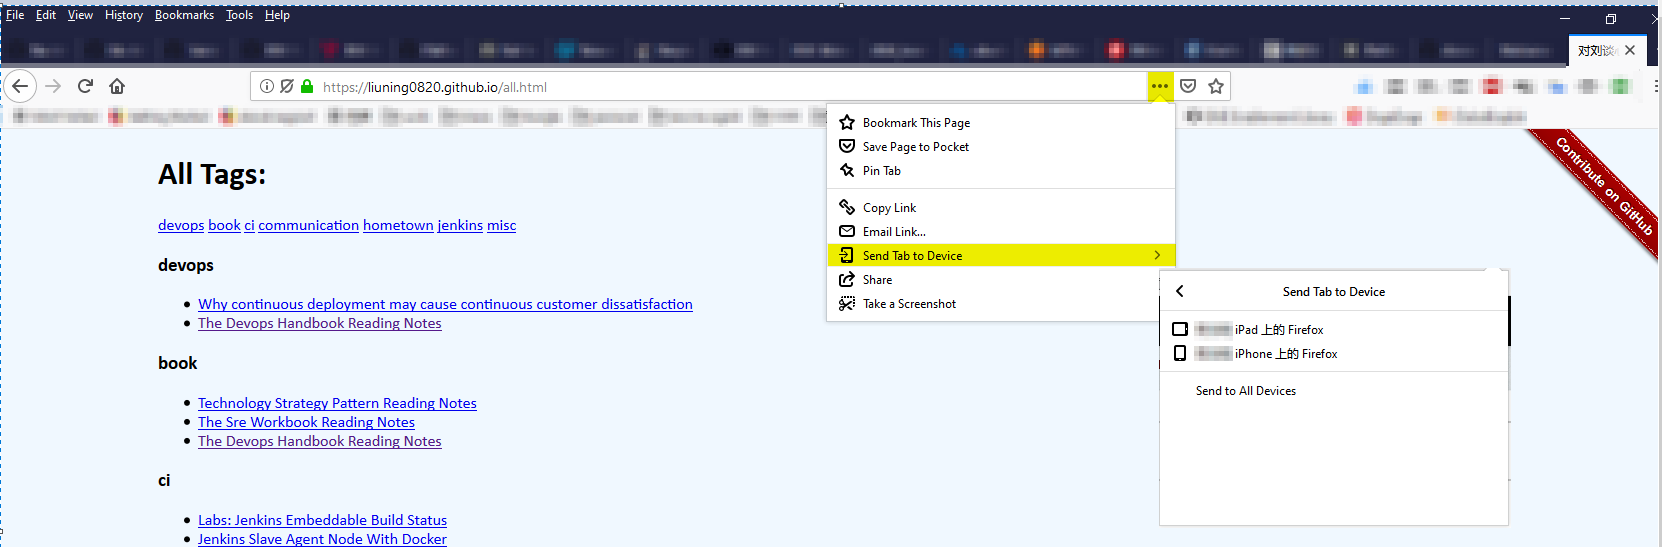 File Edit View History Bookmarks Tools Help
对刘谈
https://liuning0820.github.io/all.html
Bookmark This Page
Save Page to Pocket
Pin Tab
Copy Link
Email Link...
Send Tab to Device
Share
Take a Screenshot
Send Tab to Device
iPad 上的 Firefox
iPhone 上的 Firefox
Send to All Devices
Contribute on GitHub
All Tags:
devops book ci communication hometown jenkins misc
devops
Why continuous deployment may cause continuous customer dissatisfaction
The Devops Handbook Reading Notes
book
Technology Strategy Pattern Reading Notes
The Sre Workbook Reading Notes
The Devops Handbook Reading Notes
ci
Labs: Jenkins Embeddable Build Status
Jenkins Slave Agent Node With Docker